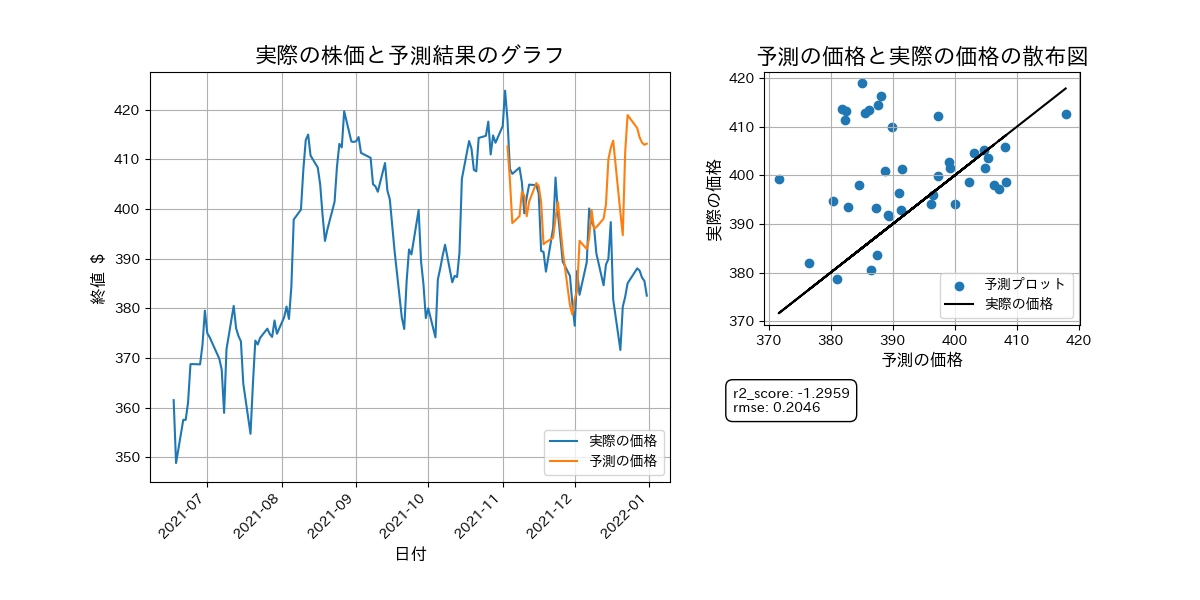 実際の株価と予測結果のグラフ
終値 $
420
410
400
390
380
370
360
350
2021-07
2021-08
2021-09
2021-10
2021-11
2021-12
2022-01
日付
実際の価格
予測の価格
予測の価格と実際の価格の散布図
実際の価格
420
410
400
390
380
370
370
380
390
400
410
420
予測の価格
予測プロット
実際の価格
r2_score: -1.2959
rmse: 0.2046